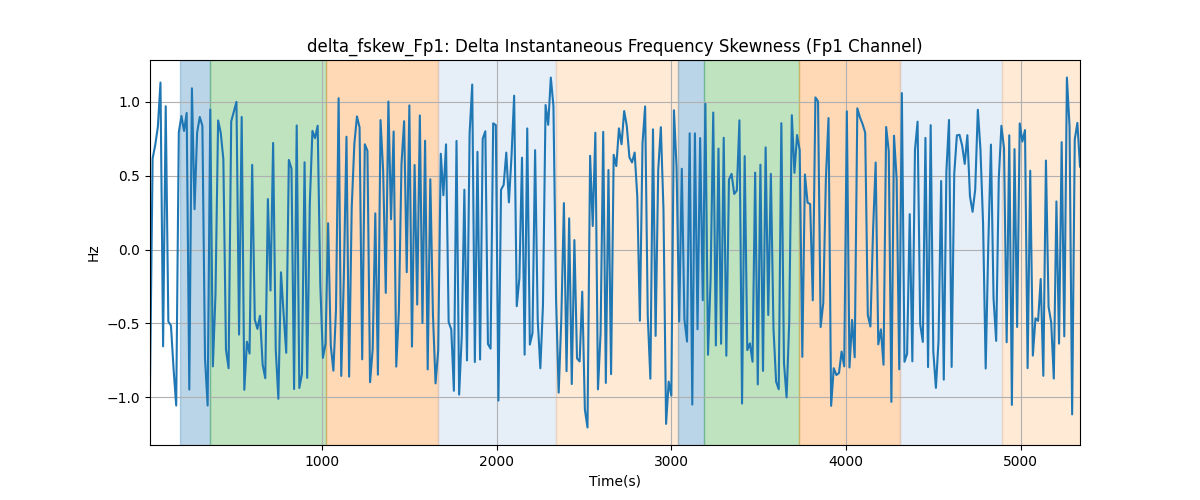 delta_fskew_Fp1: Delta Instantaneous Frequency Skewness (Fp1 Channel)
1.0
0.5
0.0
−0.5
−1.0
Hz
1000 2000 3000 4000 5000
Time(s)